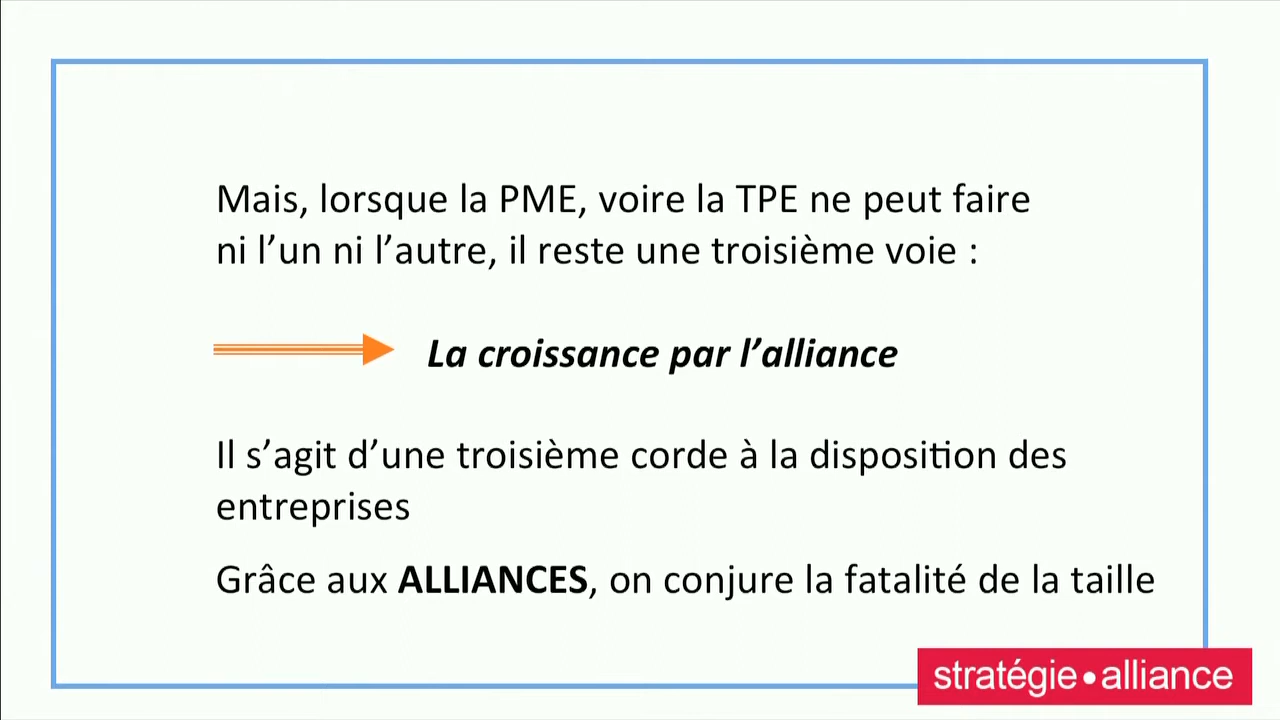 Mais, lorsque la PME, voire la TPE ne peut faire
ni l’un ni l’autre, il reste une troisième voie :
La croissance par l’alliance
Il s’agit d’une troisième corde à la disposition des
entreprises
Grâce aux ALLIANCES, on conjure la fatalité de la taille
stratégie•alliance